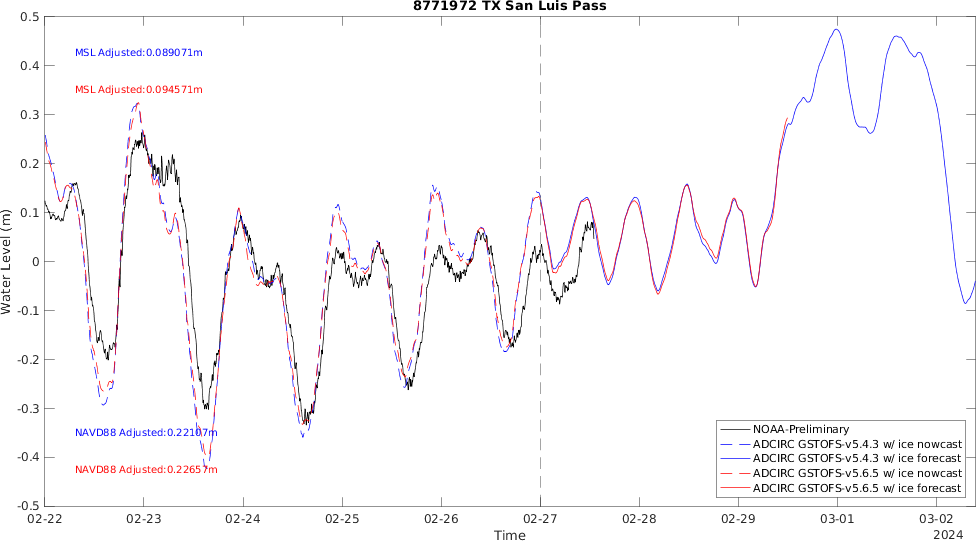 8771972 TX San Luis Pass
0.5
0.4
0.3
0.2
0.1
0
-0.1
-0.2
-0.3
-0.4
-0.5
Water Level (m)
MSL Adjusted:0.089071m
MSL Adjusted:0.094571m
NAVD88 Adjusted:0.22107m
NAVD88 Adjusted:0.22657m
NOAA-Preliminary
ADCIRC GSTOFS-v5.4.3 w/ ice nowcast
ADCIRC GSTOFS-v5.4.3 w/ ice forecast
ADCIRC GSTOFS-v5.6.5 w/ ice nowcast
ADCIRC GSTOFS-v5.6.5 w/ ice forecast
02-22 02-23 02-24 02-25 02-26 02-27 02-28 02-29 03-01 03-02
2024
Time